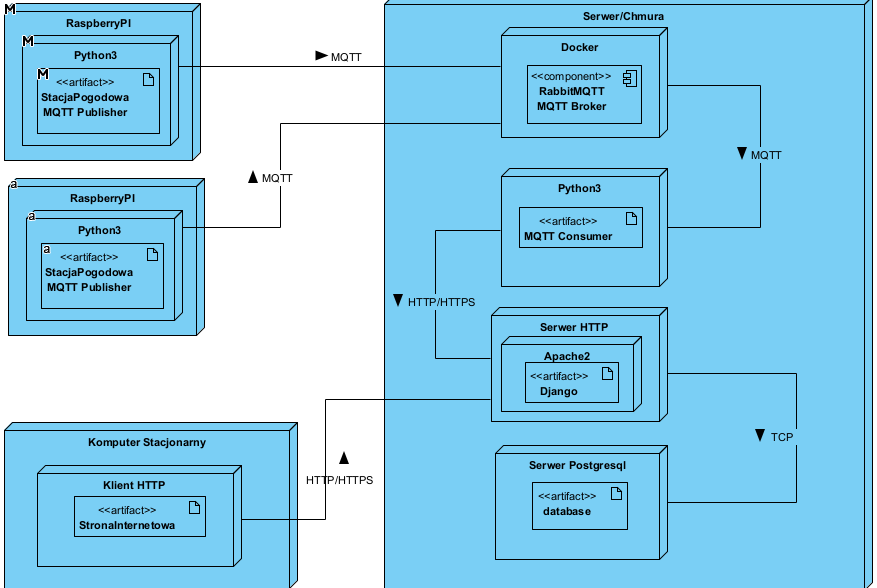 M
RaspberryPI
M
Python3
M
<<artifact>>
StacjaPogodowa
MQTT Publisher
MQTT
a
RaspberryPI
a
Python3
a
<<artifact>>
StacjaPogodowa
MQTT Publisher
MQTT
Serwer/Chmura
Docker
<<component>>
RabbitMQTT
MQTT Broker
MQTT
Python3
<<artifact>>
MQTT Consumer
HTTP/HTTPS
Serwer HTTP
Apache2
<<artifact>>
Django
TCP
Serwer Postgresql
<<artifact>>
database
Komputer Stacjonarny
Klient HTTP
<<artifact>>
StronaInternetowa
HTTP/HTTPS